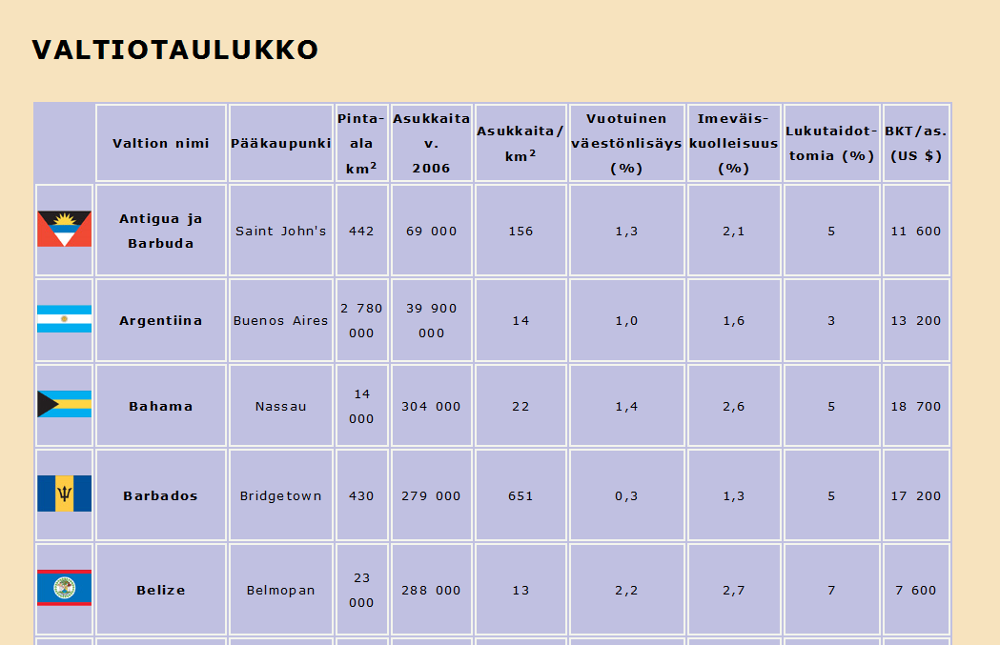 VALTIOTAULUKKO
Valtion nimi Pääkaupunki Pinta-ala km² Asukkaita v. 2006 Asukkaita/km² Vuotuinen väestönlisäys (%) Imeväis-kuolleisuus (%) Lukutaidot-tomia (%) BKT/as. (US $)
Antigua ja Barbuda Saint John's 442 69 000 156 1,3 2,1 5 11 600
Argentiina Buenos Aires 2 780 000 39 900 000 14 1,0 1,6 3 13 200
Bahama Nassau 14 000 304 000 22 1,4 2,6 5 18 700
Barbados Bridgetown 430 279 000 651 0,3 1,3 5 17 200
Belize Belmopan 23 000 288 000 13 2,2 2,7 7 7 600